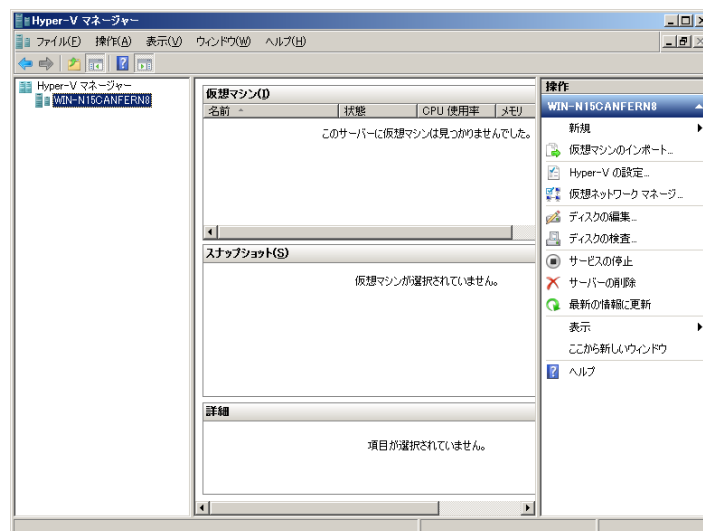 Hyper-V マネージャー
ファイル(F) 操作(A) 表示(V) ウィンドウ(W) ヘルプ(H)
Hyper-V マネージャー
WIN-N15CANFERN8
仮想マシン(I)
名前 状態 CPU 使用率 メモリ
このサーバーに仮想マシンは見つかりませんでした。
スナップショット(S)
仮想マシンが選択されていません。
詳細
項目が選択されていません。
操作
WIN-N15CANFERN8
新規
仮想マシンのインポート...
Hyper-V の設定...
仮想ネットワーク マネージ...
ディスクの編集...
ディスクの検査...
サービスの停止
サーバーの削除
最新の情報に更新
表示
ここから新しいウィンドウ
ヘルプ